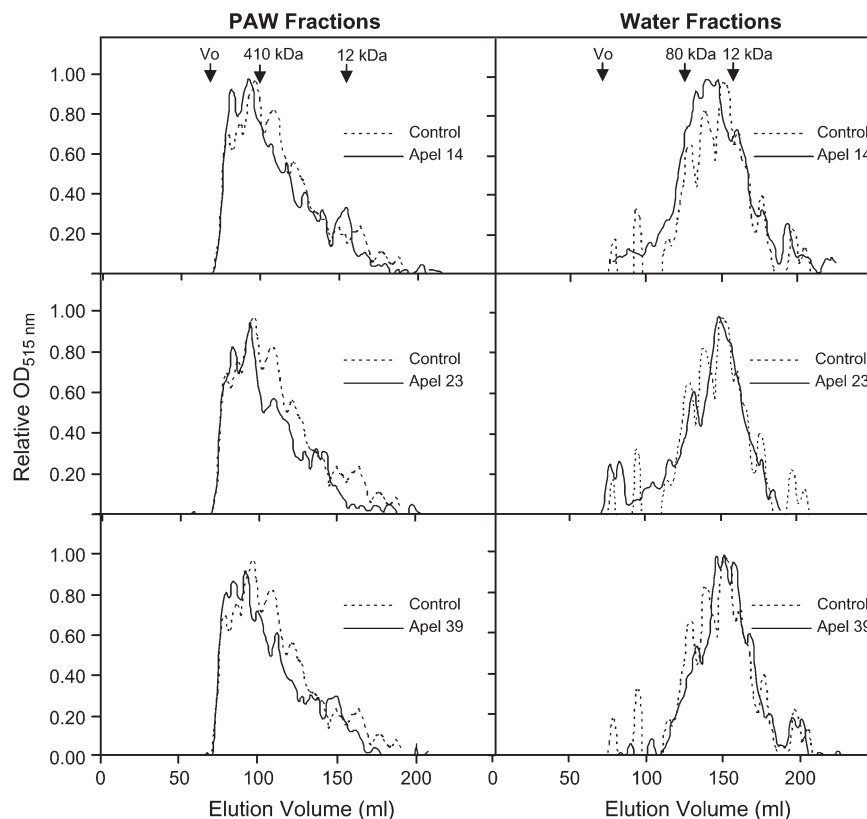 PAW Fractions
Water Fractions
Vo 410 kDa 12 kDa
Vo 80 kDa 12 kDa
1.00
0.80
0.60
0.40
0.20
Control
Apel 14
Control
Apel 14
1.00
0.80
0.60
0.40
0.20
Control
Apel 23
Control
Apel 23
Relative OD515 nm
1.00
0.80
0.60
0.40
0.20
0.00
Control
Apel 39
Control
Apel 39
0 50 100 150 200 0 50 100 150 200
Elution Volume (ml)
Elution Volume (ml)